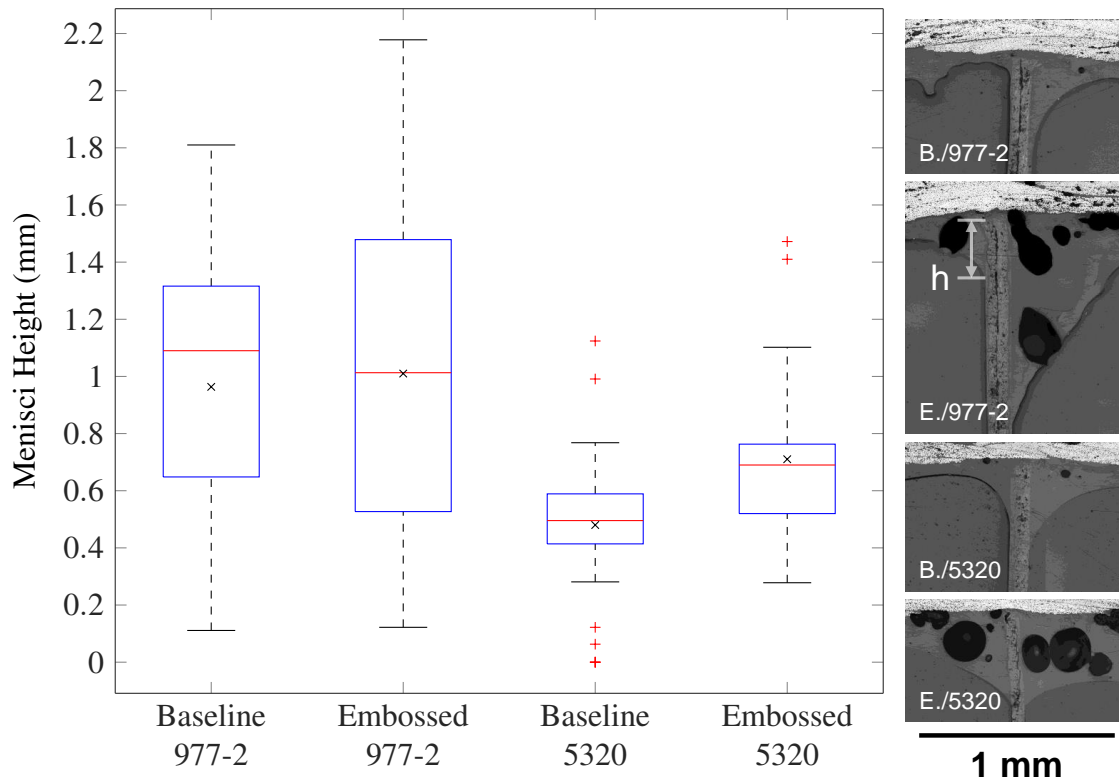 Menisci Height (mm)
2.2
2
1.8
1.6
1.4
1.2
1
0.8
0.6
0.4
0.2
0
Baseline
977-2
Embossed
977-2
Baseline
5320
Embossed
5320
B./977-2
h
E./977-2
B./5320
E./5320
1 mm